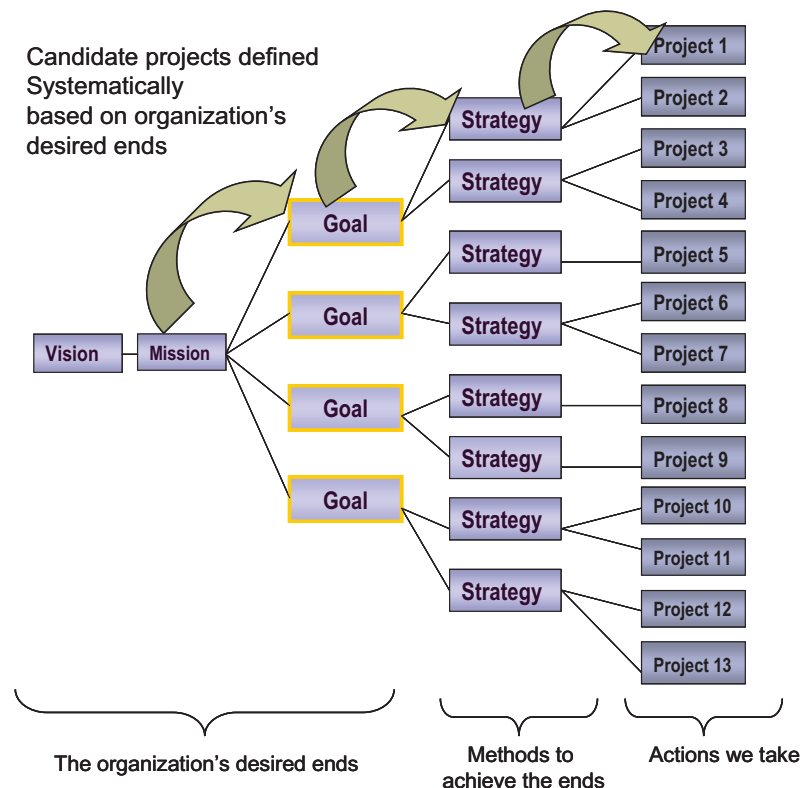 Candidate projects defined
Systematically
based on organization's
desired ends
Vision
Mission
Goal
Goal
Goal
Goal
Strategy
Strategy
Strategy
Strategy
Strategy
Strategy
Strategy
Strategy
Project 1
Project 2
Project 3
Project 4
Project 5
Project 6
Project 7
Project 8
Project 9
Project 10
Project 11
Project 12
Project 13
The organization's desired ends
Methods to
achieve the ends
Actions we take